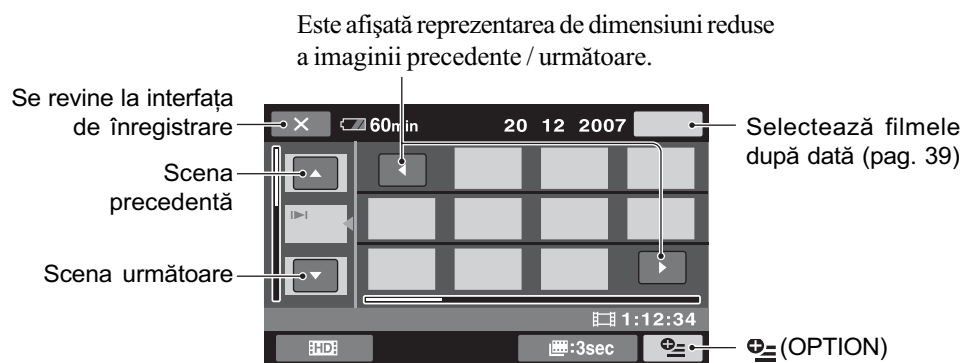 Este afişată reprezentarea de dimensiuni reduse
a imaginii precedente / următoare.
Se revine la interfaţa
de înregistrare
60min
20 12 2007
Selectează filmele
după dată (pag. 39)
Scena
precedentă
Scena următoare
1:12:34
HD
:3sec
(OPTION)